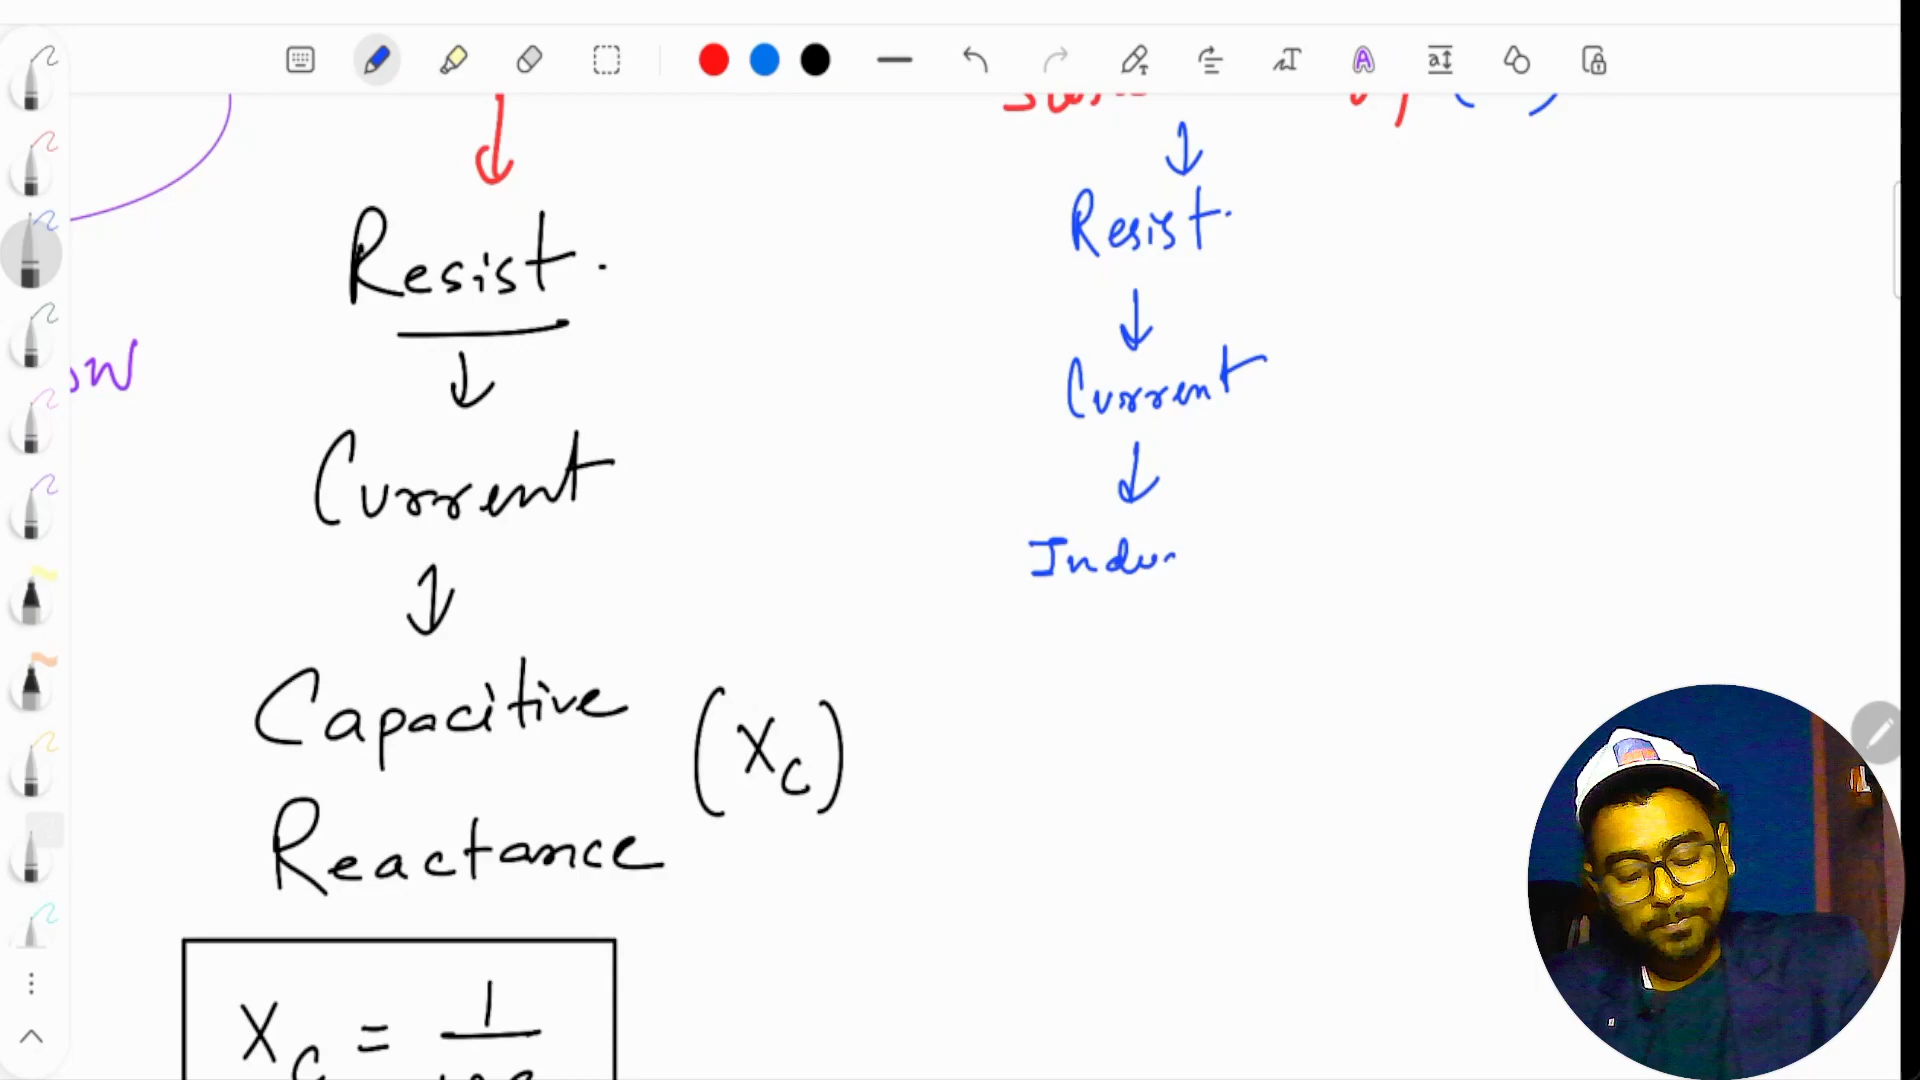 Resist.
Current
Capacitive
Reactance
(Xc)
Xc = 1
Resist.
Current
Indu